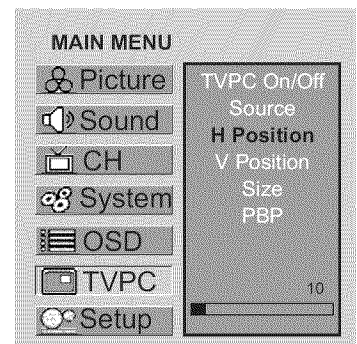 MAIN MENU
Picture
Sound
CH
System
OSD
TVPC
Setup
TVPC On/Off
Source
H Position
V Position
Size
PBP
10